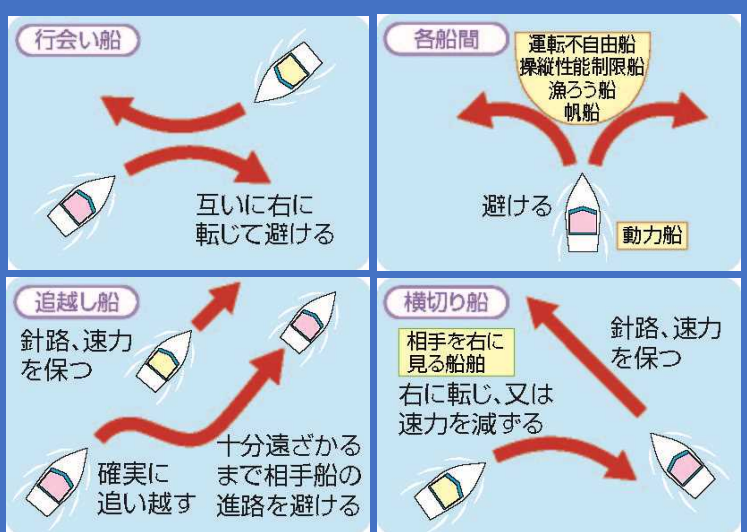 行会い船
互いに右に
転じて避ける
各船間
運転不自由船
操縦性能制限船
漁ろう船
帆船
避ける
動力船
追越し船
針路、速力
を保つ
確実に
追い越す
十分遠ざかる
まで相手船の
進路を避ける
横切り船
相手を右に
見る船舶
右に転じ、又は
速力を減ずる
針路、速力
を保つ